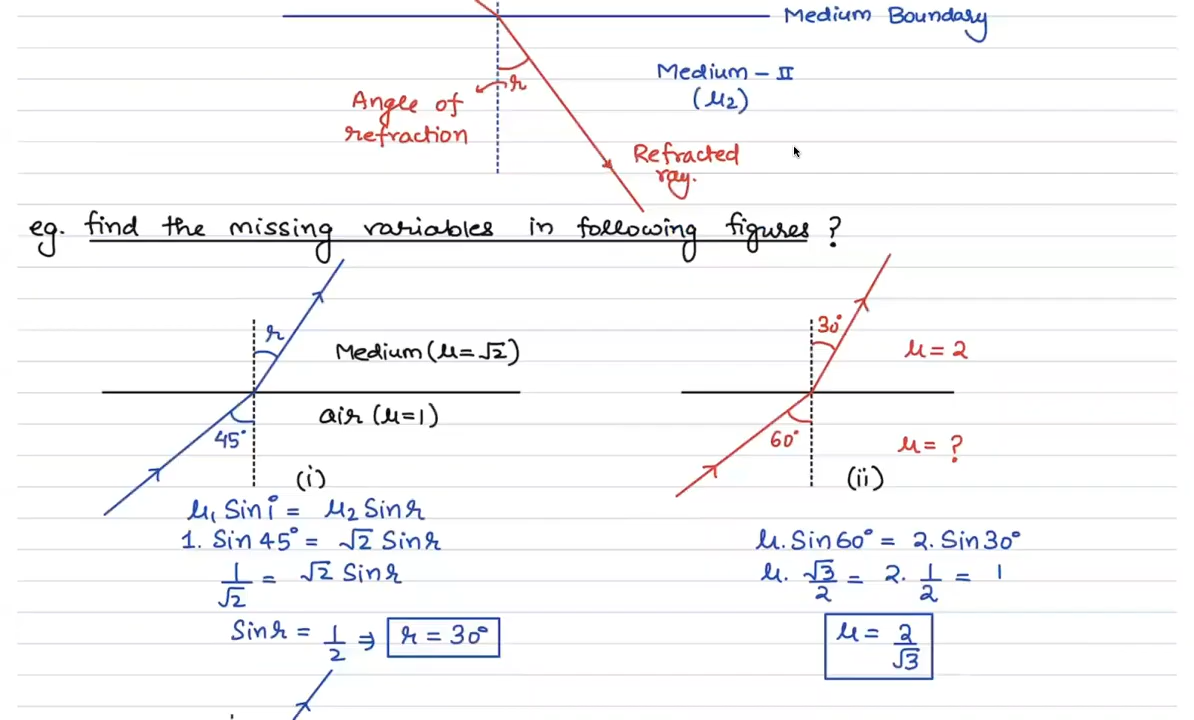 Medium Boundary
Medium - II
(μ2)
r
Angle of
refraction
Refracted
ray.
eg. find the missing variables in following figures ?
r
Medium (μ=√2)
air (μ=1)
45°
(i)
μ1 Sin i = μ2 Sin r
1. Sin 45° = √2 Sin r
1/√2 = √2 Sin r
Sin r = 1/2 ⇒ r = 30°
30°
μ = 2
60°
μ = ?
(ii)
μ. Sin 60° = 2. Sin 30°
μ. √3/2 = 2. 1/2 = 1
μ = 2/√3